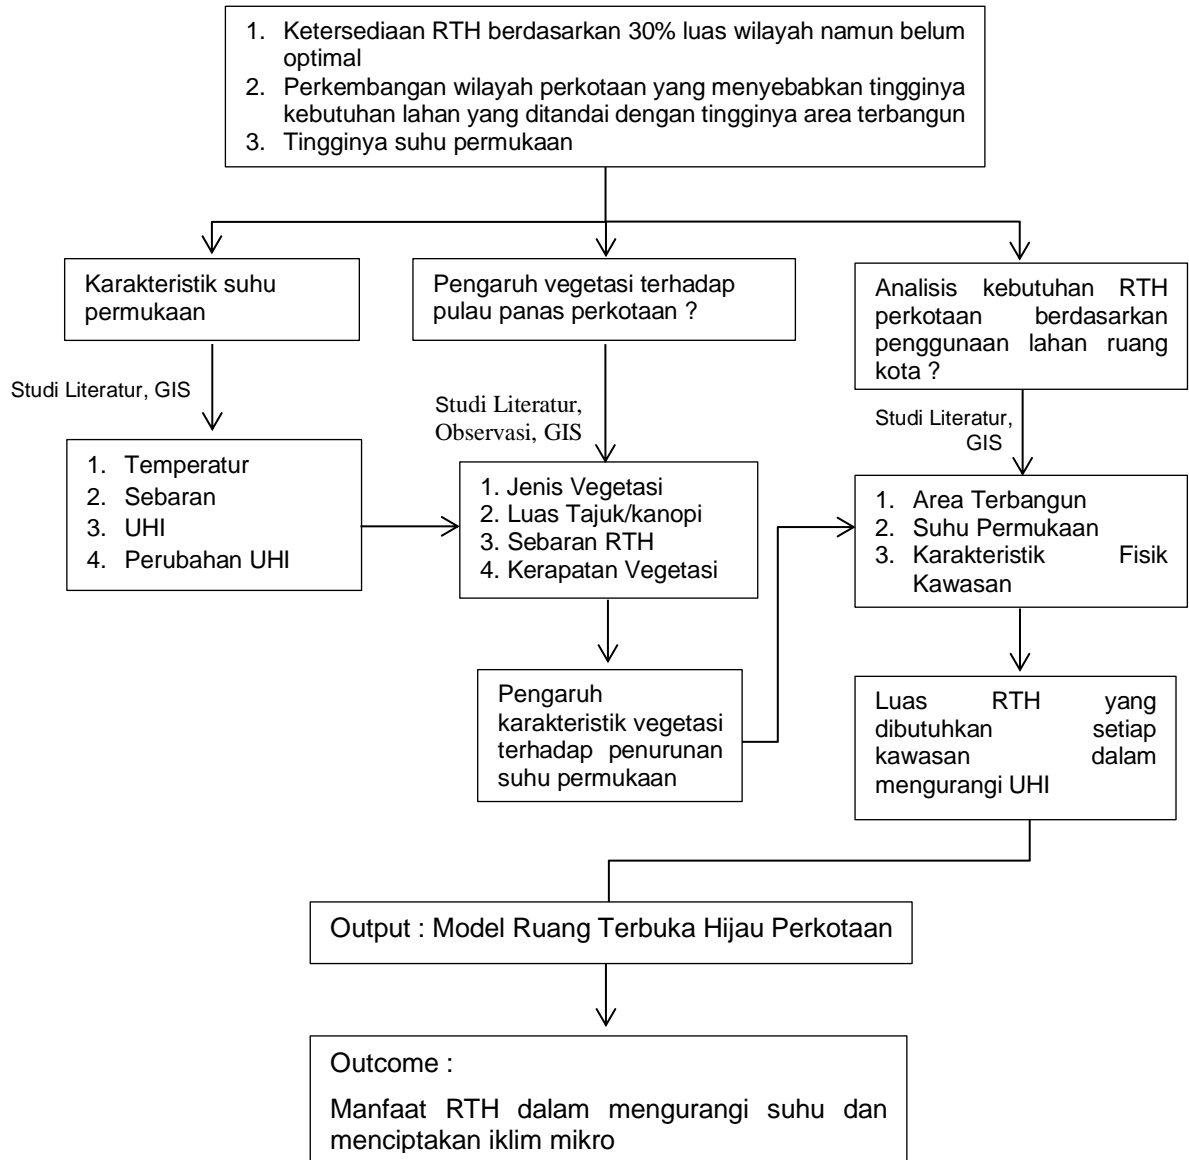 1. Ketersediaan RTH berdasarkan 30% luas wilayah namun belum
optimal
2. Perkembangan wilayah perkotaan yang menyebabkan tingginya
kebutuhan lahan yang ditandai dengan tingginya area terbangun
3. Tingginya suhu permukaan
Karakteristik suhu
permukaan
Pengaruh vegetasi terhadap
pulau panas perkotaan ?
Analisis kebutuhan RTH
perkotaan berdasarkan
penggunaan lahan ruang
kota ?
Studi Literatur, GIS
Studi Literatur,
Observasi, GIS
Studi Literatur,
GIS
1. Temperatur
2. Sebaran
3. UHI
4. Perubahan UHI
1. Jenis Vegetasi
2. Luas Tajuk/kanopi
3. Sebaran RTH
4. Kerapatan Vegetasi
1. Area Terbangun
2. Suhu Permukaan
3. Karakteristik Fisik
Kawasan
Pengaruh
karakteristik vegetasi
terhadap penurunan
suhu permukaan
Luas RTH yang
dibutuhkan setiap
kawasan dalam
mengurangi UHI
Output : Model Ruang Terbuka Hijau Perkotaan
Outcome :
Manfaat RTH dalam mengurangi suhu dan
menciptakan iklim mikro